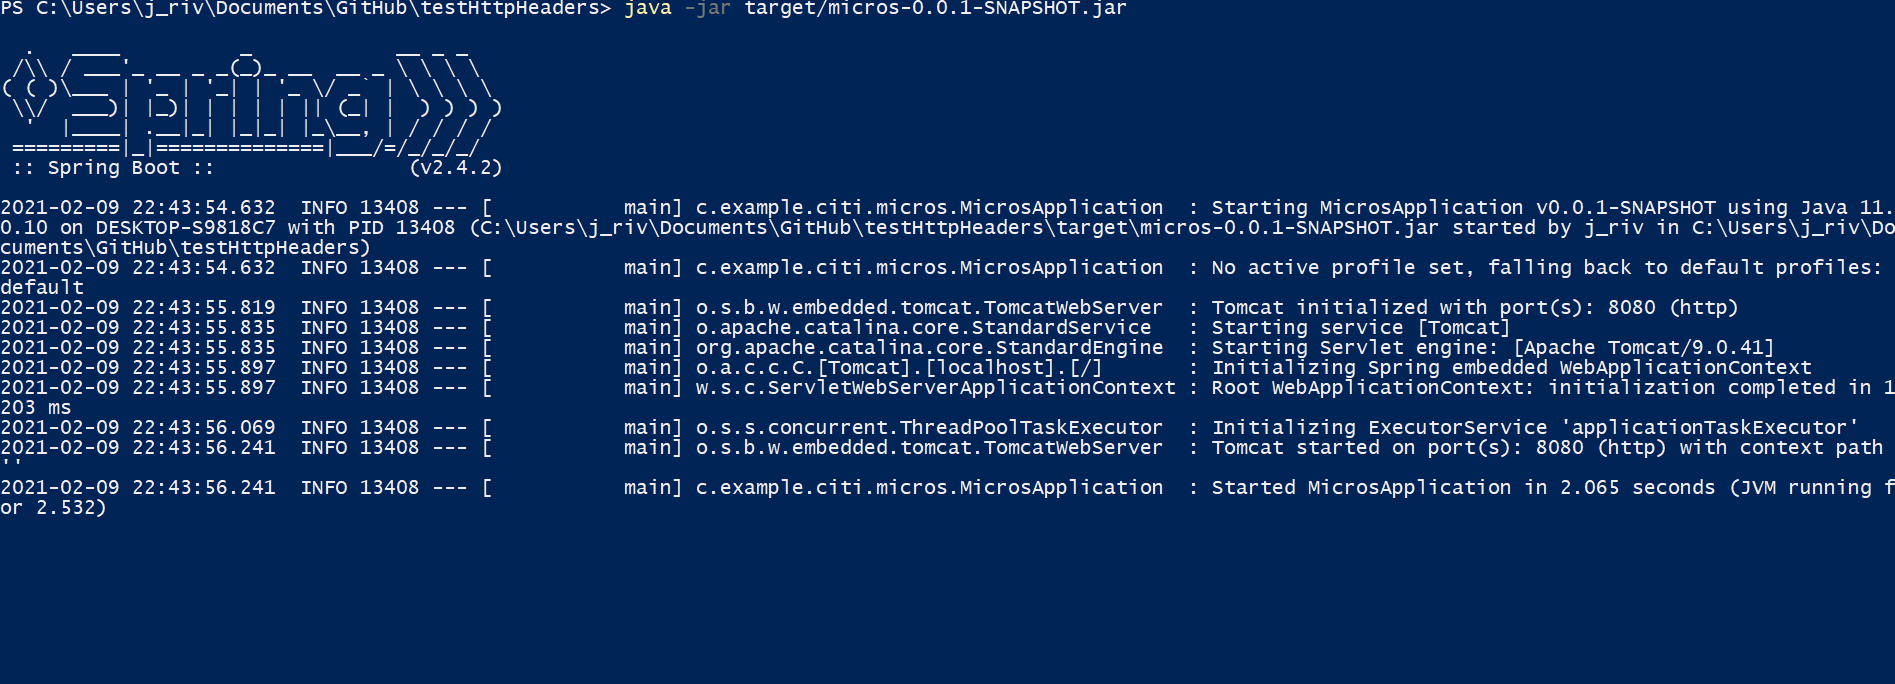 PS C:\Users\j_riv\Documents\GitHub\testHttpHeaders> java -jar target/micros-0.0.1-SNAPSHOT.jar

  .   ____          _            __ _ _
 /\\ / ___'_ __ _ _(_)_ __  __ _ \ \ \ \
( ( )\___ | '_ | '_| | '_ \/ _` | \ \ \ \
 \\/  ___)| |_)| | | | | || (_| |  ) ) ) )
  '  |____| .__|_| |_|_| |_\__, | / / / /
 =========|_|==============|___/=/_/_/_/
 :: Spring Boot ::                (v2.4.2)

2021-02-09 22:43:54.632  INFO 13408 --- [           main] c.example.citi.micros.MicrosApplication  : Starting MicrosApplication v0.0.1-SNAPSHOT using Java 11.
0.10 on DESKTOP-S9818C7 with PID 13408 (C:\Users\j_riv\Documents\GitHub\testHttpHeaders\target\micros-0.0.1-SNAPSHOT.jar started by j_riv in C:\Users\j_riv\Do
cuments\GitHub\testHttpHeaders)
2021-02-09 22:43:54.632  INFO 13408 --- [           main] c.example.citi.micros.MicrosApplication  : No active profile set, falling back to default profiles:
default
2021-02-09 22:43:55.819  INFO 13408 --- [           main] o.s.b.w.embedded.tomcat.TomcatWebServer  : Tomcat initialized with port(s): 8080 (http)
2021-02-09 22:43:55.835  INFO 13408 --- [           main] o.apache.catalina.core.StandardService   : Starting service [Tomcat]
2021-02-09 22:43:55.835  INFO 13408 --- [           main] org.apache.catalina.core.StandardEngine  : Starting Servlet engine: [Apache Tomcat/9.0.41]
2021-02-09 22:43:55.897  INFO 13408 --- [           main] o.a.c.c.C.[Tomcat].[localhost].[/]       : Initializing Spring embedded WebApplicationContext
2021-02-09 22:43:55.897  INFO 13408 --- [           main] w.s.c.ServletWebServerApplicationContext : Root WebApplicationContext: initialization completed in 1
203 ms
2021-02-09 22:43:56.069  INFO 13408 --- [           main] o.s.s.concurrent.ThreadPoolTaskExecutor  : Initializing ExecutorService 'applicationTaskExecutor'
2021-02-09 22:43:56.241  INFO 13408 --- [           main] o.s.b.w.embedded.tomcat.TomcatWebServer  : Tomcat started on port(s): 8080 (http) with context path
''
2021-02-09 22:43:56.241  INFO 13408 --- [           main] c.example.citi.micros.MicrosApplication  : Started MicrosApplication in 2.065 seconds (JVM running f
or 2.532)